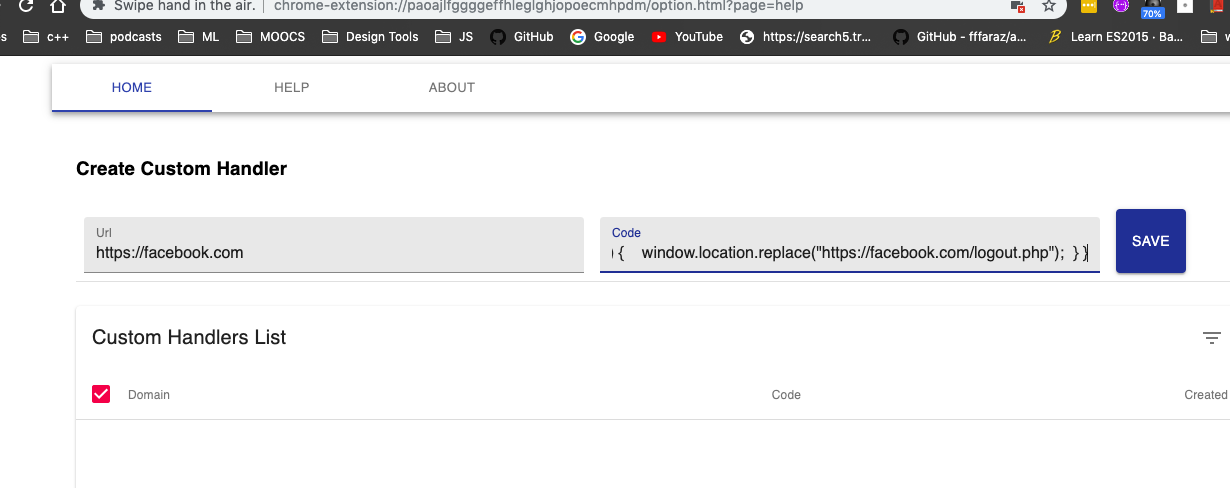 Swipe hand in the air. chrome-extension://paoajlfggggeffhleglghjopoecmhpdm/option.html?page=help
70%
s c++ podcasts ML MOOCS Design Tools JS GitHub Google YouTube https://search5.tr... GitHub - fffaraz/a... Learn ES2015 · Ba...
HOME HELP ABOUT
Create Custom Handler
Url Code
https://facebook.com ) { window.location.replace("https://facebook.com/logout.php"); } }
SAVE
Custom Handlers List
Domain Code Created